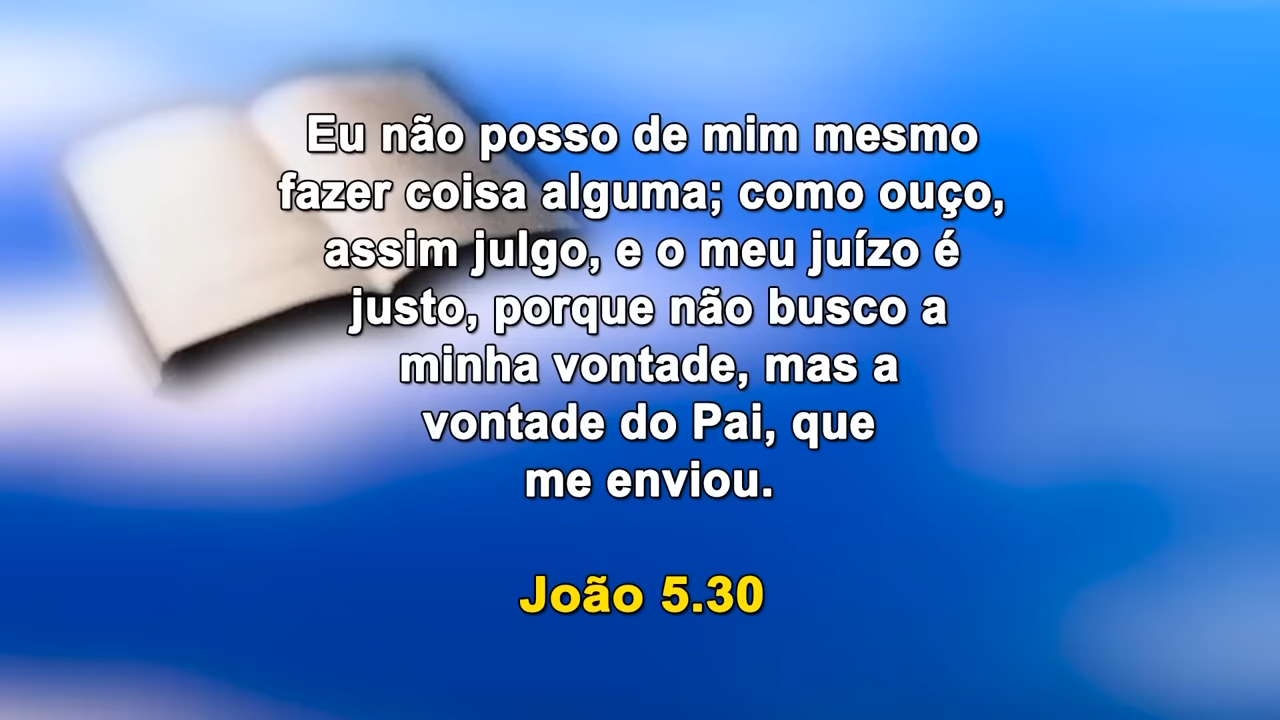 Eu não posso de mim mesmo
fazer coisa alguma; como ouço,
assim julgo, e o meu juízo é
justo, porque não busco a
minha vontade, mas a
vontade do Pai, que
me enviou.
João 5.30